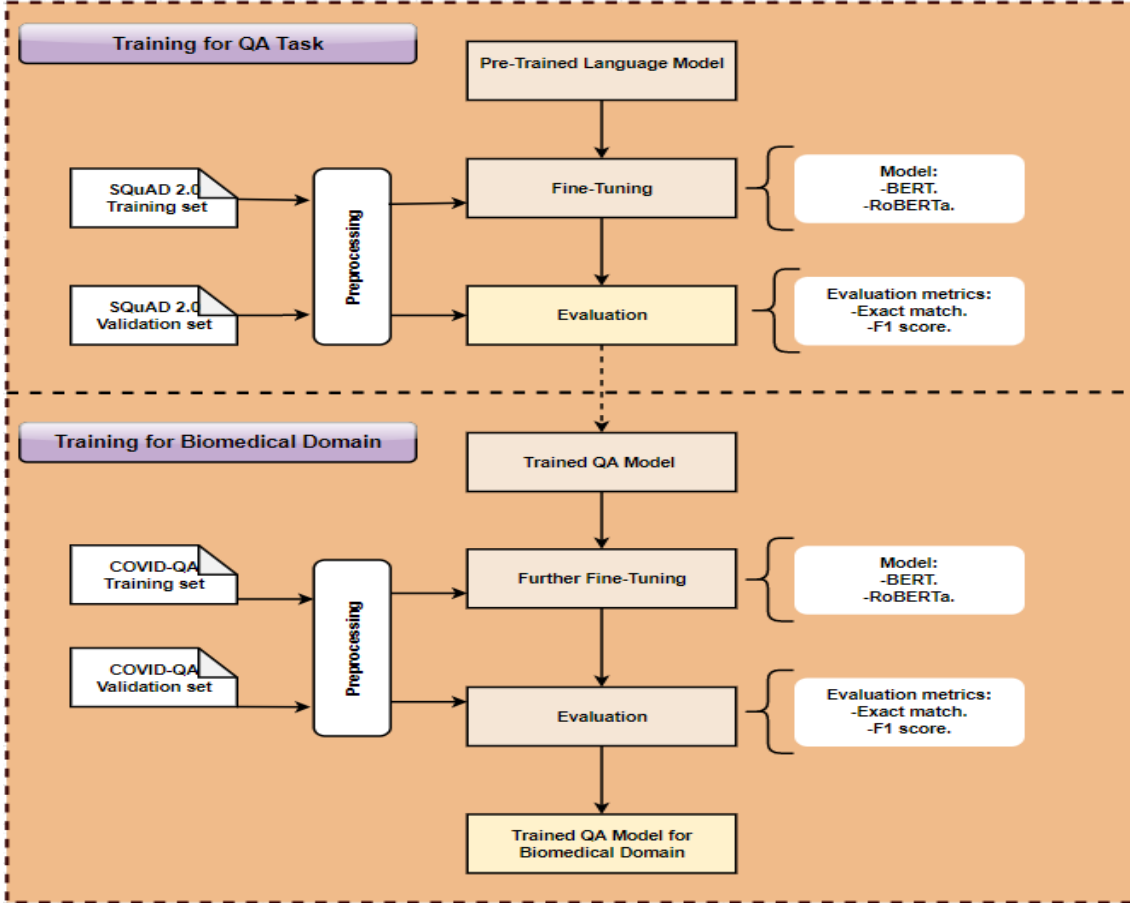 Training for QA Task
Pre-Trained Language Model
SQuAD 2.0
Training set
Preprocessing
Fine-Tuning
Model:
-BERT.
-RoBERTa.
SQuAD 2.0
Validation set
Evaluation
Evaluation metrics:
-Exact match.
-F1 score.
Training for Biomedical Domain
Trained QA Model
COVID-QA
Training set
Preprocessing
Further Fine-Tuning
Model:
-BERT.
-RoBERTa.
COVID-QA
Validation set
Evaluation
Evaluation metrics:
-Exact match.
-F1 score.
Trained QA Model for
Biomedical Domain